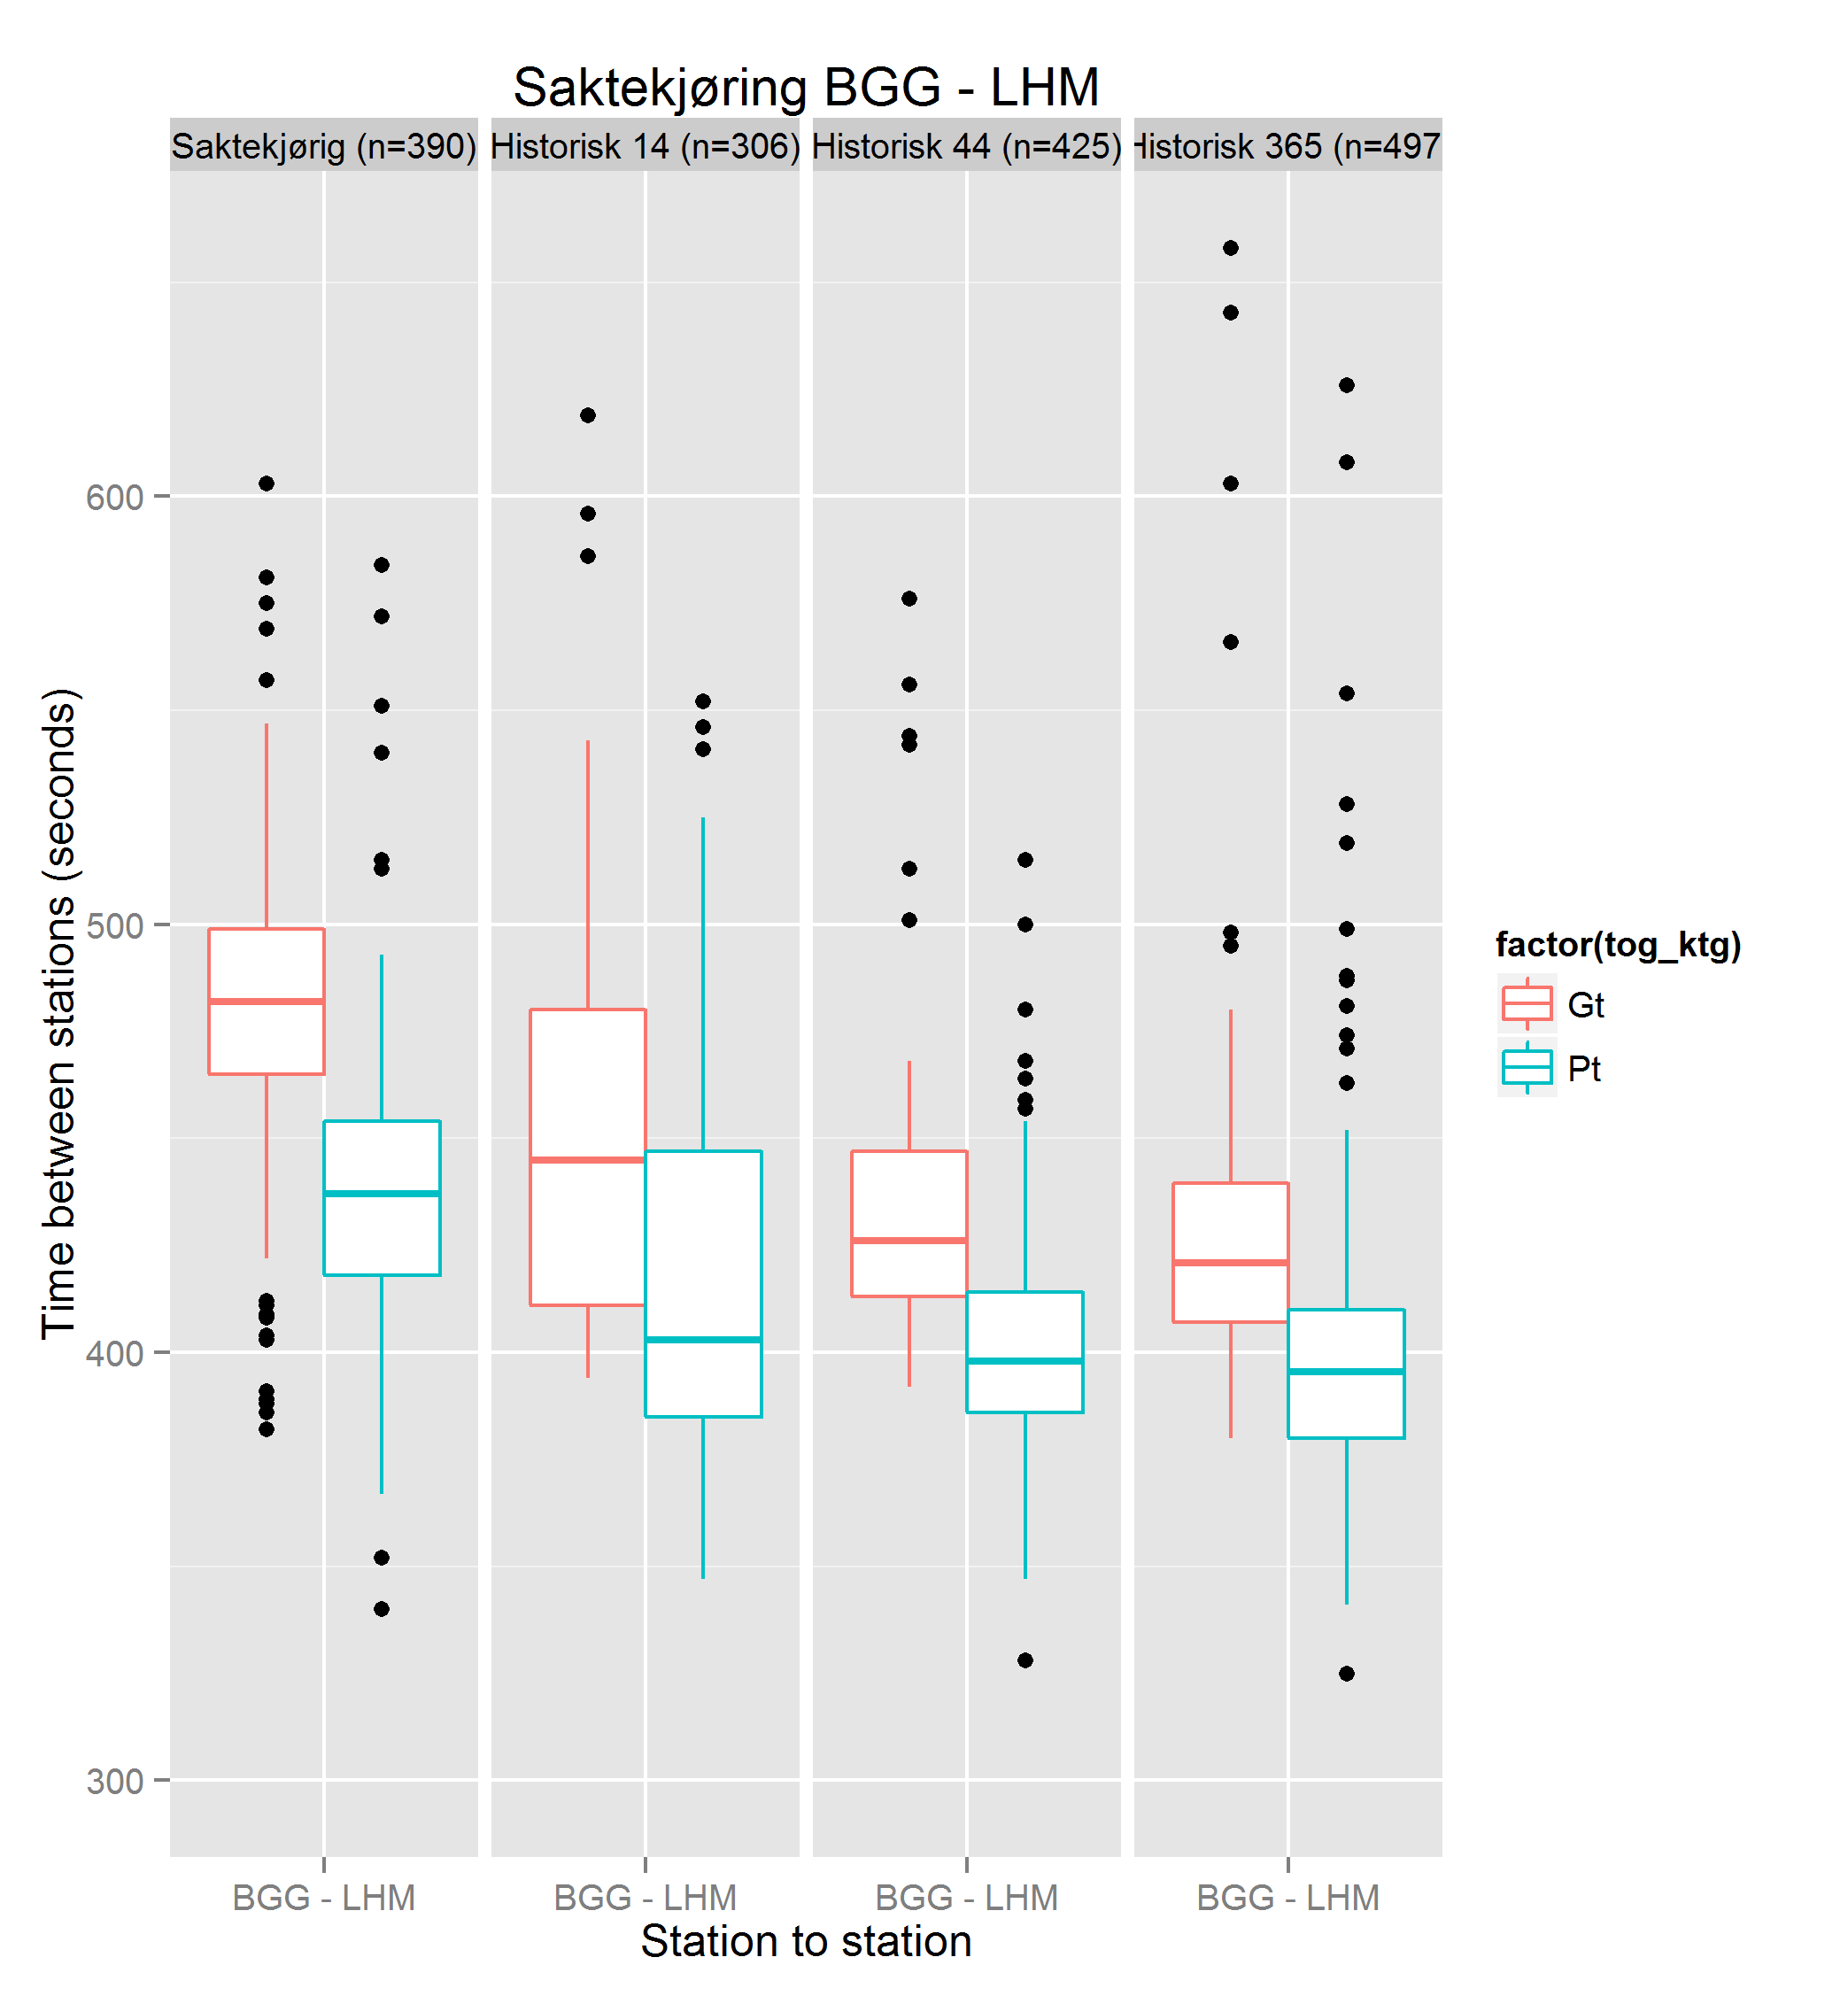 Saktekjøring BGG - LHM
Saktekjørig (n=390) Historisk 14 (n=306) Historisk 44 (n=425) Historisk 365 (n=497
600
500
400
300
Time between stations (seconds)
BGG - LHM BGG - LHM BGG - LHM BGG - LHM
Station to station
factor(tog_ktg)
Gt
Pt